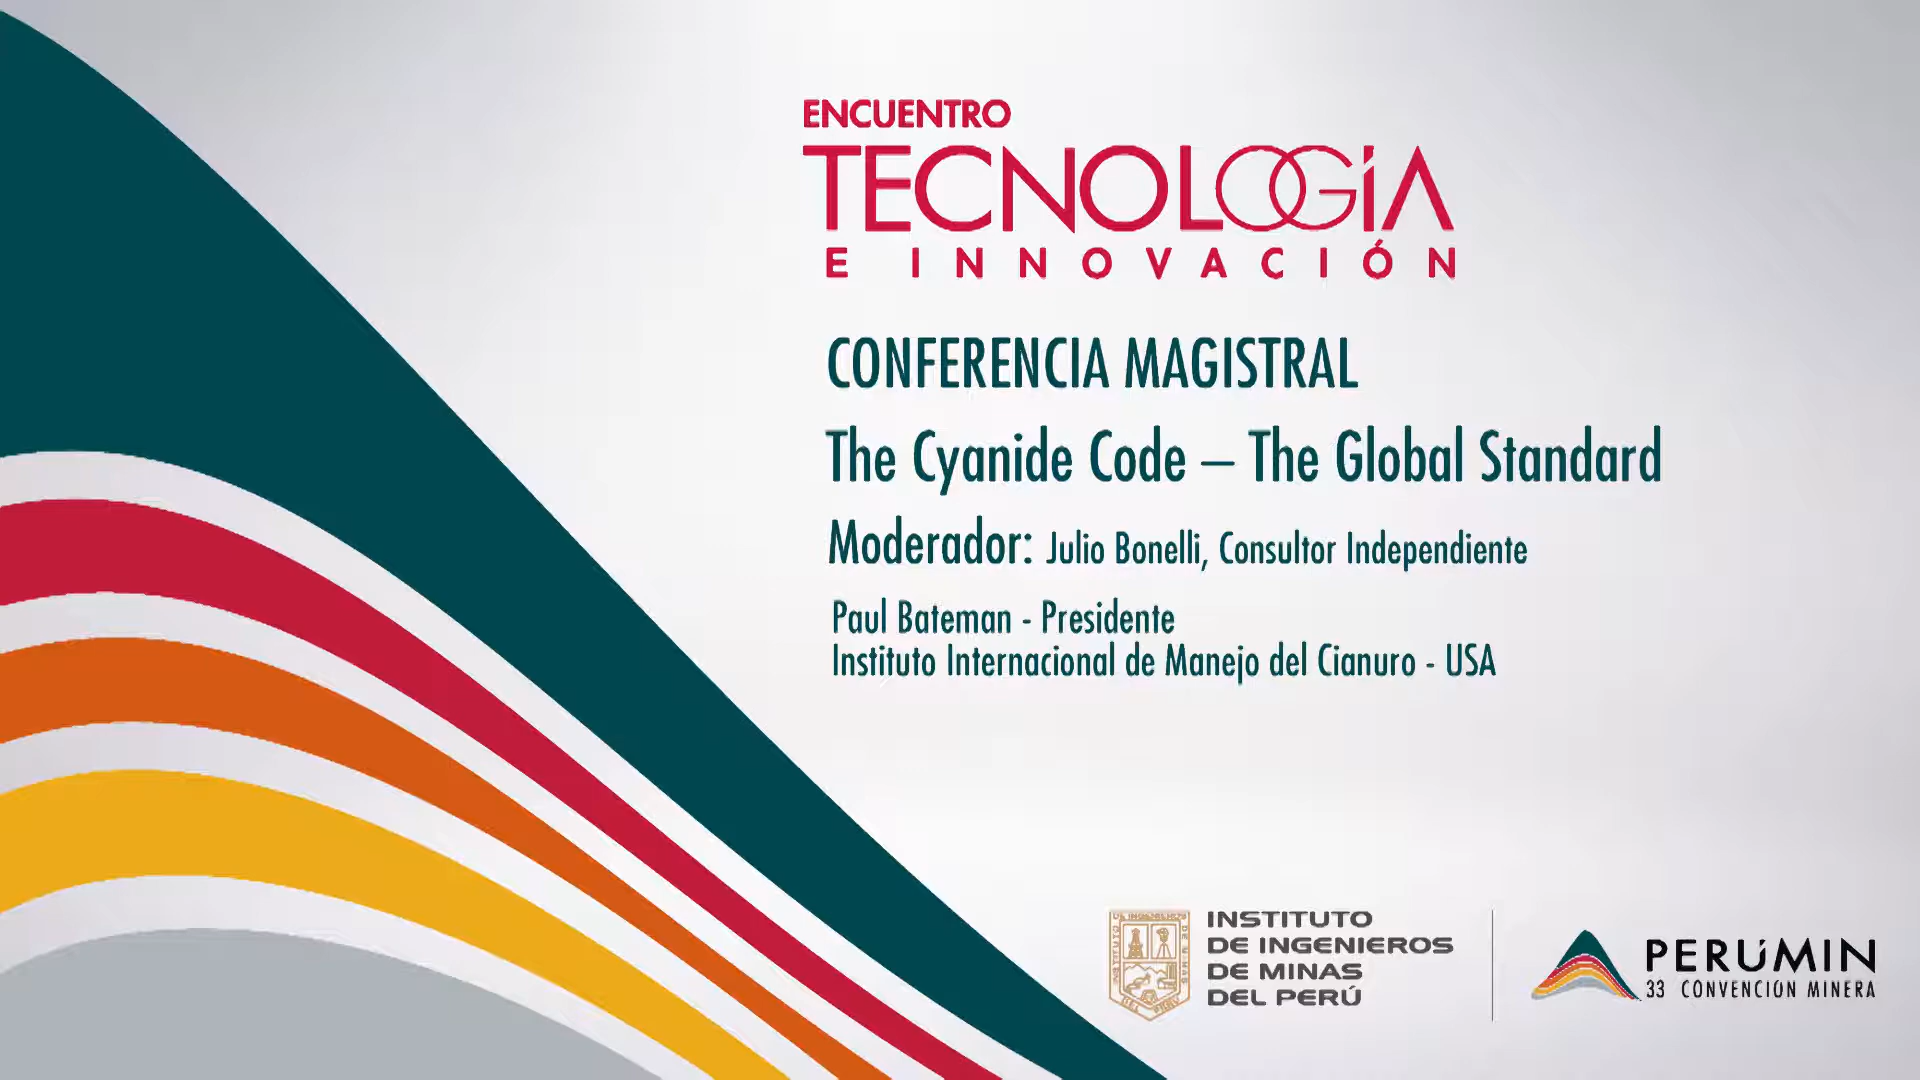 ENCUENTRO
TECNOLOGÍA
E INNOVACIÓN
CONFERENCIA MAGISTRAL
The Cyanide Code – The Global Standard
Moderador: Julio Bonelli, Consultor Independiente
Paul Bateman - Presidente
Instituto Internacional de Manejo del Cianuro - USA
INSTITUTO
DE INGENIEROS
DE MINAS
DEL PERÚ
PERÚMIN
33 CONVENCIÓN MINERA